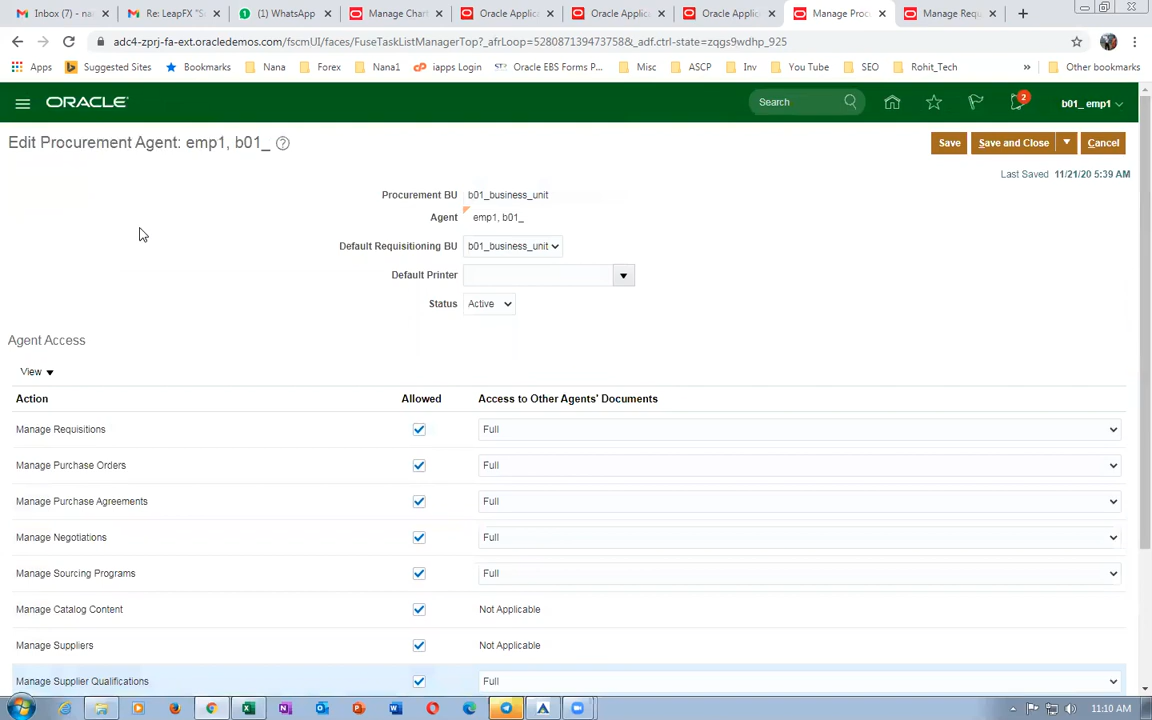 Inbox (7) - na
Re: LeapFX "S
(1) WhatsApp
Manage Chart
Oracle Applica
Oracle Applic
Oracle Applic
Manage Proc
Manage Requ
adc4-zprj-fa-ext.oracledemos.com/fscmUI/faces/FuseTaskListManagerTop?_afrLoop=5280871394737758&_adf.ctrl-state=zqgs9wdhp_925
Apps
Suggested Sites
Bookmarks
Nana
Forex
Nana1
iapps Login
Oracle EBS Forms P...
Misc
ASCP
Inv
You Tube
SEO
Rohit_Tech
»
Other bookmarks
ORACLE
Search
2
b01_ emp1
Edit Procurement Agent: emp1, b01_
Save
Save and Close
Cancel
Last Saved 11/21/20 5:39 AM
Procurement BU b01_business_unit
Agent emp1, b01_
Default Requisitioning BU b01_business_unit
Default Printer
Status Active
Agent Access
View
Action Allowed Access to Other Agents' Documents
Manage Requisitions Full
Manage Purchase Orders Full
Manage Purchase Agreements Full
Manage Negotiations Full
Manage Sourcing Programs Full
Manage Catalog Content Not Applicable
Manage Suppliers Not Applicable
Manage Supplier Qualifications Full
11:10 AM